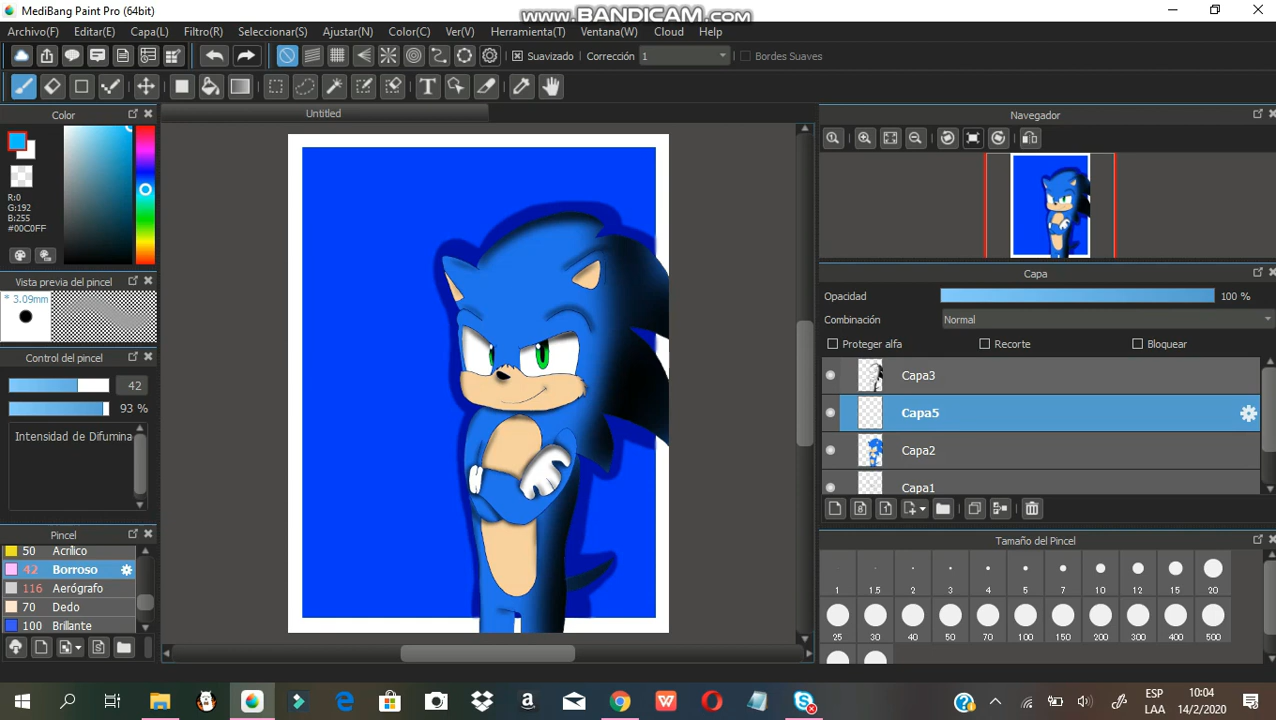 MediBang Paint Pro (64bit)
www.BANDICAM.com
Archivo(F) Editar(E) Capa(L) Filtro(R) Seleccionar(S) Ajustar(N) Color(C) Ver(V) Herramienta(T) Ventana(W) Cloud Help
Suavizado Corrección 1 Bordes Suaves
T
Color
Untitled
Navegador
R:0
G:192
B:255
#00C0FF
Vista previa del pincel
* 3.09mm
Capa
Opacidad 100 %
Combinación Normal
Proteger alfa Recorte Bloquear
Control del pincel
42
93 %
Intensidad de Difumina
Capa3
Capa5
Capa2
Capa1
Pincel
50 Acrílico
42 Borroso
116 Aerógrafo
70 Dedo
100 Brillante
Tamaño del Pincel
1 1.5 2 3 4 5 7 10 12 15 20
25 30 40 50 70 100 150 200 300 400 500
ESP
LAA
10:04
14/2/2020